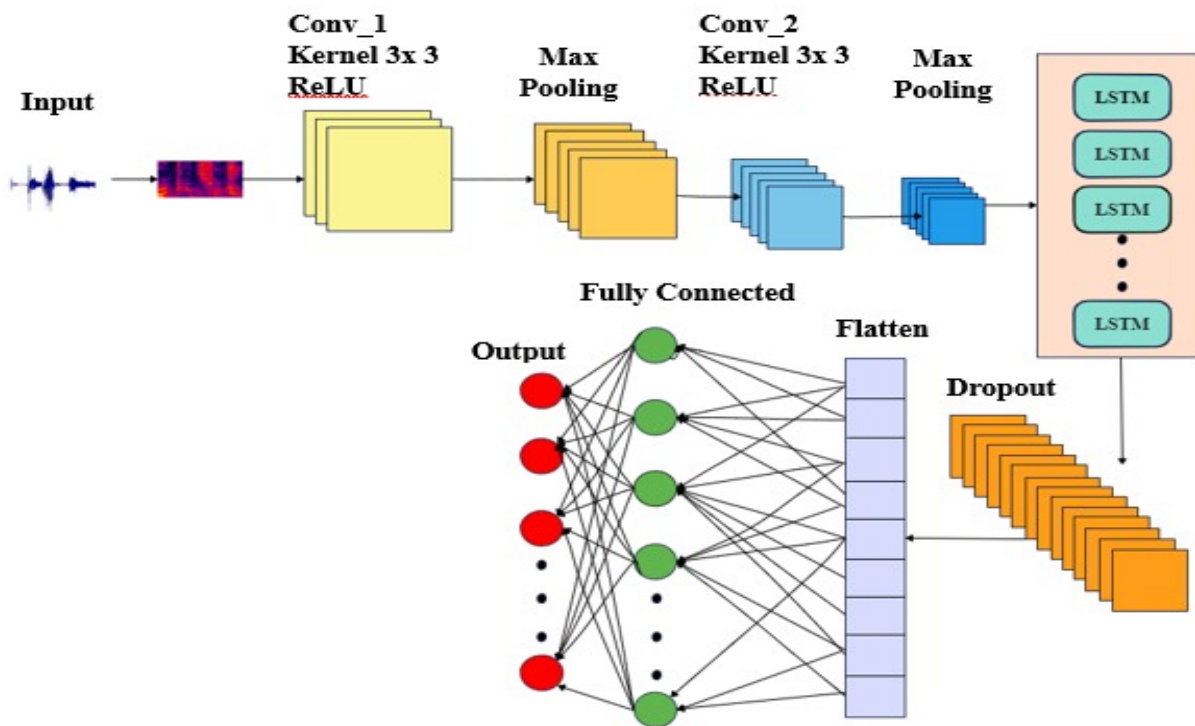 Input
Conv_1
Kernel 3x 3
ReLU
Max
Pooling
Conv_2
Kernel 3x 3
ReLU
Max
Pooling
LSTM
LSTM
LSTM
LSTM
Dropout
Flatten
Fully Connected
Output